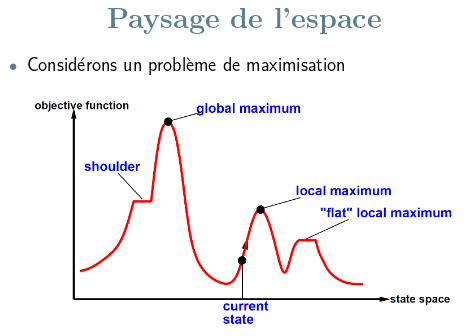 Paysage de l'espace
• Considérons un problème de maximisation
objective function
global maximum
shoulder
local maximum
"flat" local maximum
current
state
state space